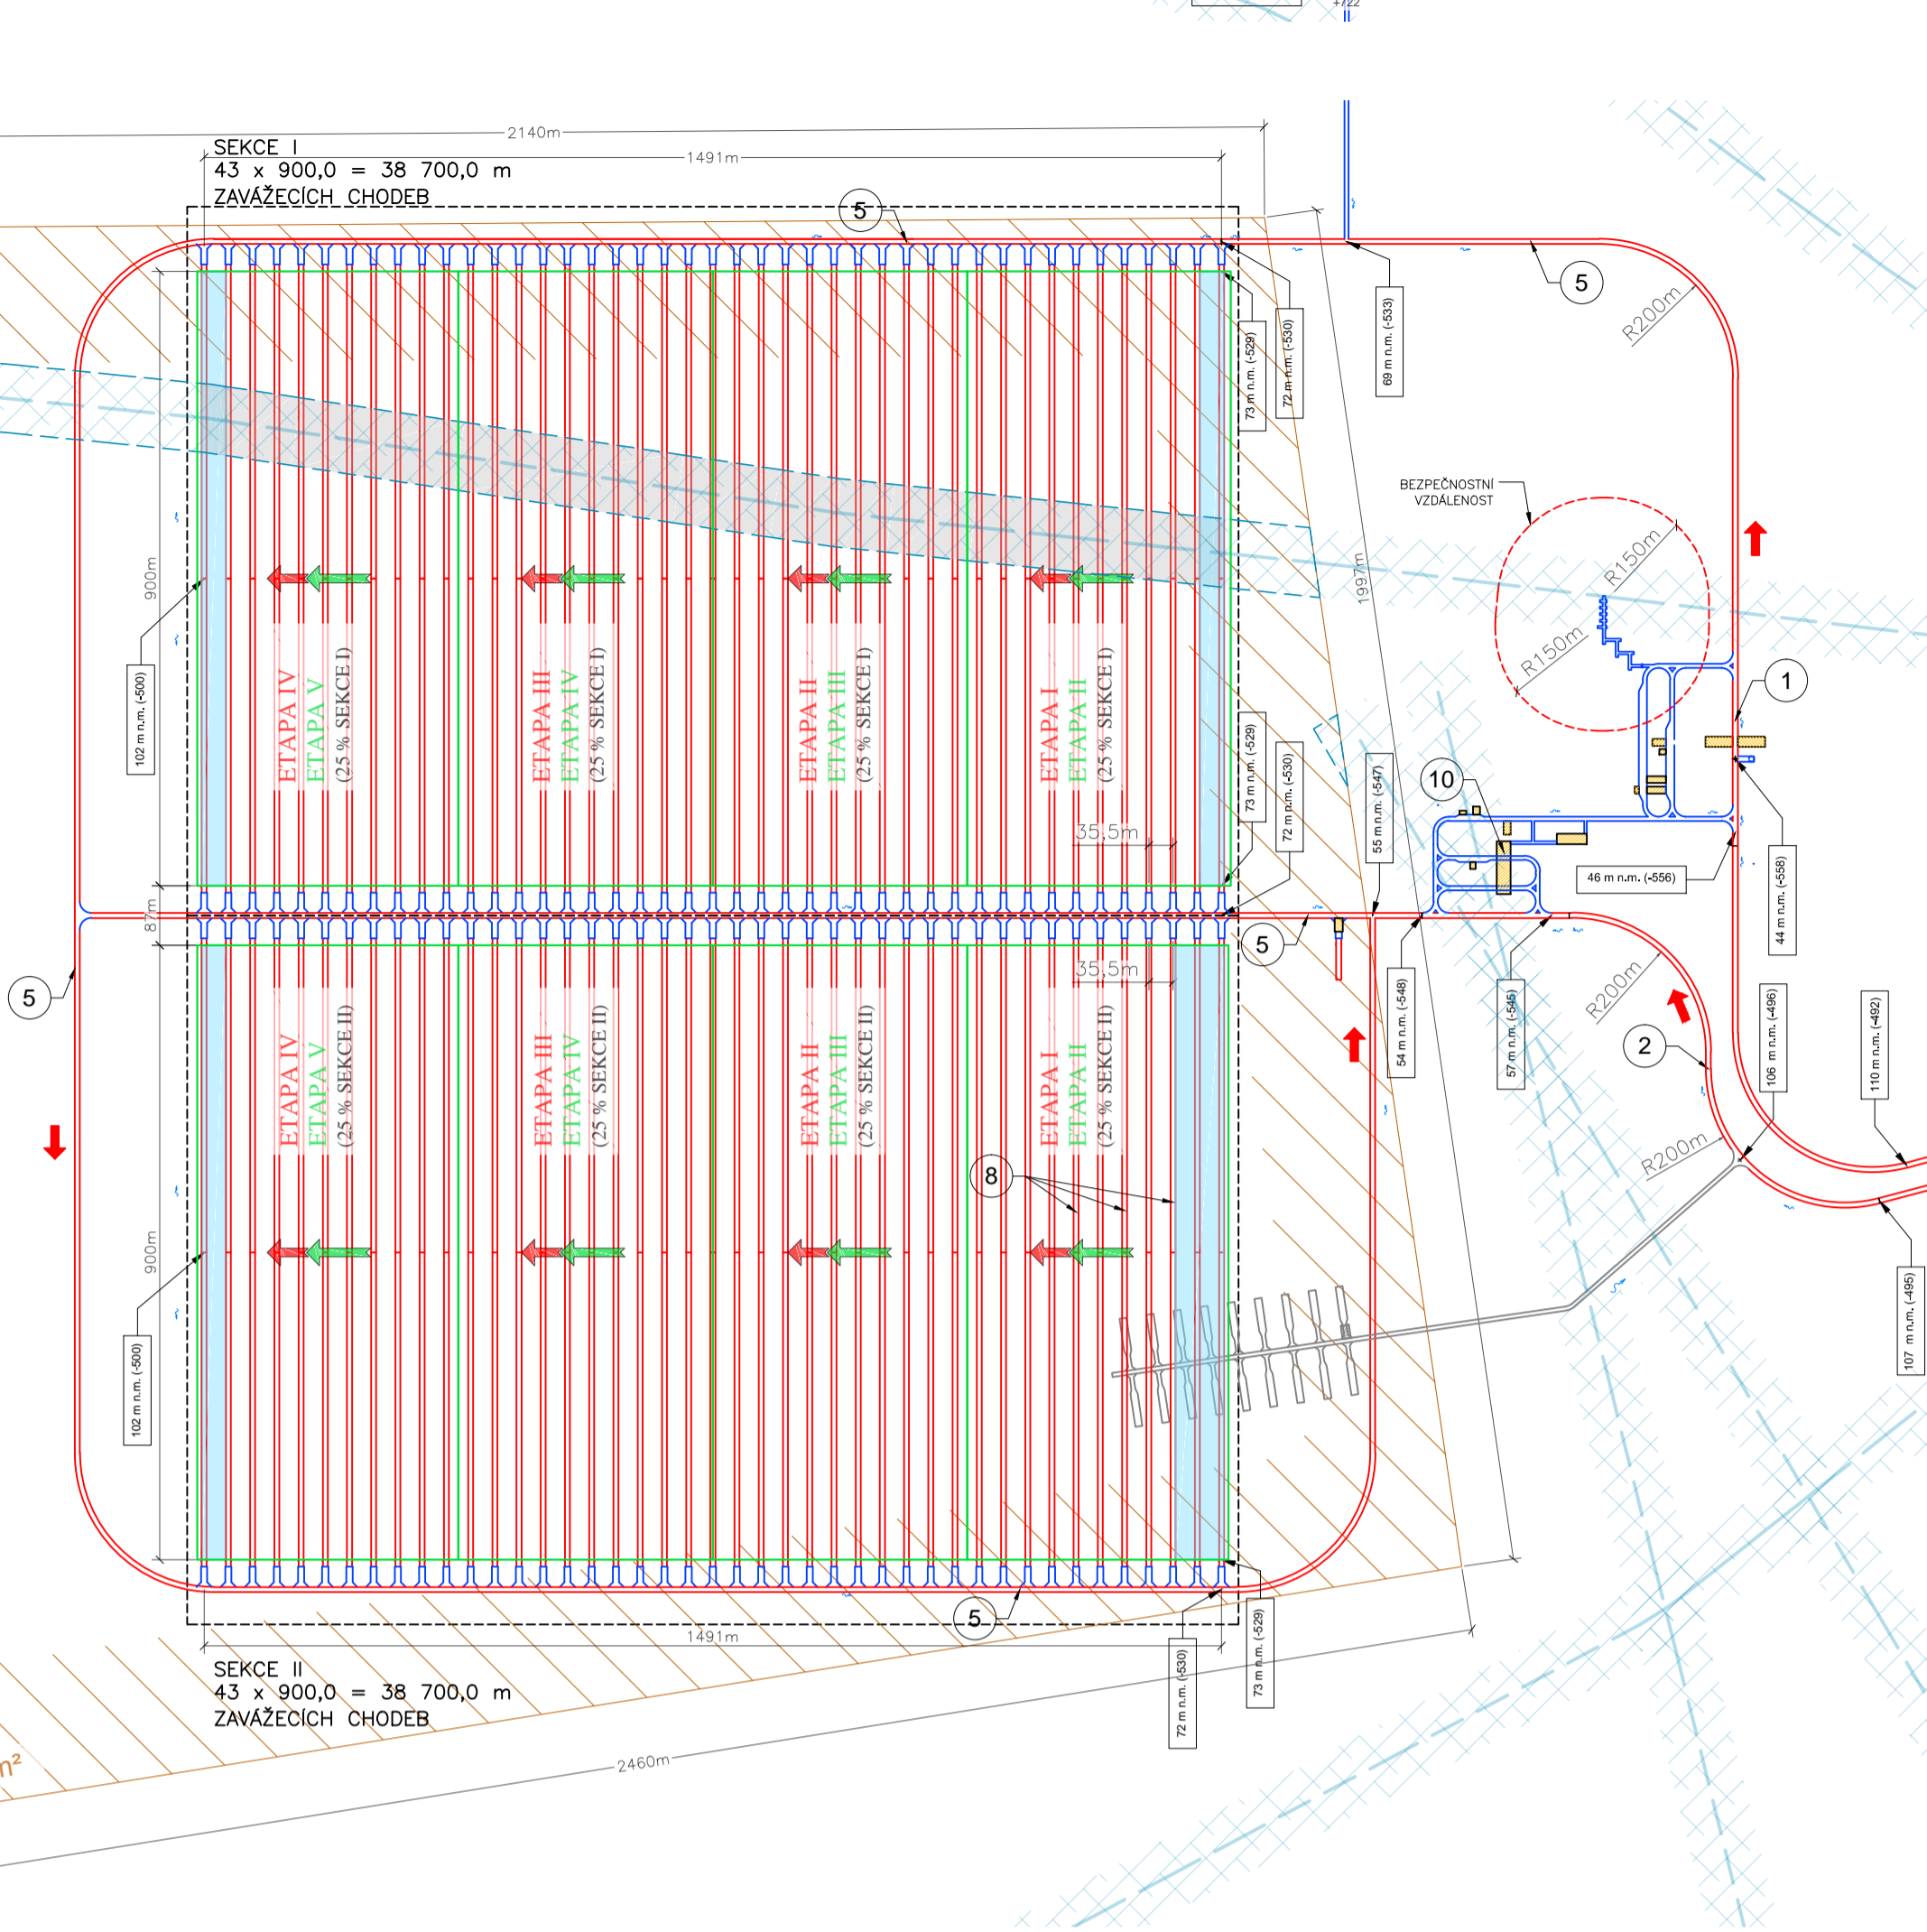 +722
2140m
SEKCE I
43 x 900,0 = 38 700,0 m
ZAVÁŽECÍCH CHODEB
1491m
5
5
R200m
73 m n.m. (-529)
72 m n.m. (-530)
69 m n.m. (-533)
BEZPEČNOSTNÍ
VZDÁLENOST
R150m
R150m
1997m
900m
102 m n.m. (-500)
ETAPA IV
ETAPA V
(25 % SEKCE I)
ETAPA III
ETAPA IV
(25 % SEKCE I)
ETAPA II
ETAPA III
(25 % SEKCE I)
ETAPA I
ETAPA II
(25 % SEKCE I)
1
10
73 m n.m. (-529)
72 m n.m. (-530)
55 m n.m. (-547)
35,5m
46 m n.m. (-556)
44 m n.m. (-558)
87m
5
5
35,5m
54 m n.m. (-548)
57 m n.m. (-545)
R200m
2
106 m n.m. (-496)
110 m n.m. (-492)
ETAPA IV
ETAPA V
(25 % SEKCE II)
ETAPA III
ETAPA IV
(25 % SEKCE II)
ETAPA II
ETAPA III
(25 % SEKCE II)
ETAPA I
ETAPA II
(25 % SEKCE II)
8
R200m
900m
102 m n.m. (-500)
107 m n.m. (-495)
5
1491m
72 m n.m. (-530)
73 m n.m. (-529)
SEKCE II
43 x 900,0 = 38 700,0 m
ZAVÁŽECÍCH CHODEB
2460m
m²